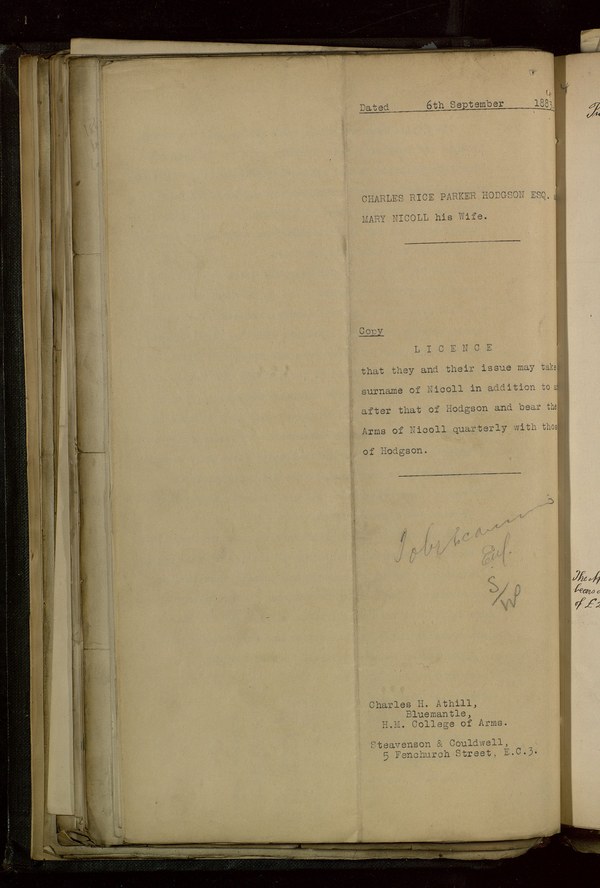 Dated 6th September
CHARLES RICE PARKER HODGSON ESQ.
MARY NICOLL his Wife.
Copy
L I C E N C E
that they and their issue may take
surname of Nicoll in addition to
after that of Hodgson and bear the
Arms of Nicoll quarterly with those
of Hodgson.
S/W
Charles H. Athill,
Bluemantle,
H.M. College of Arms.
Steavenson & Couldwell,
5 Fenchurch Street, E.C.3.
of £